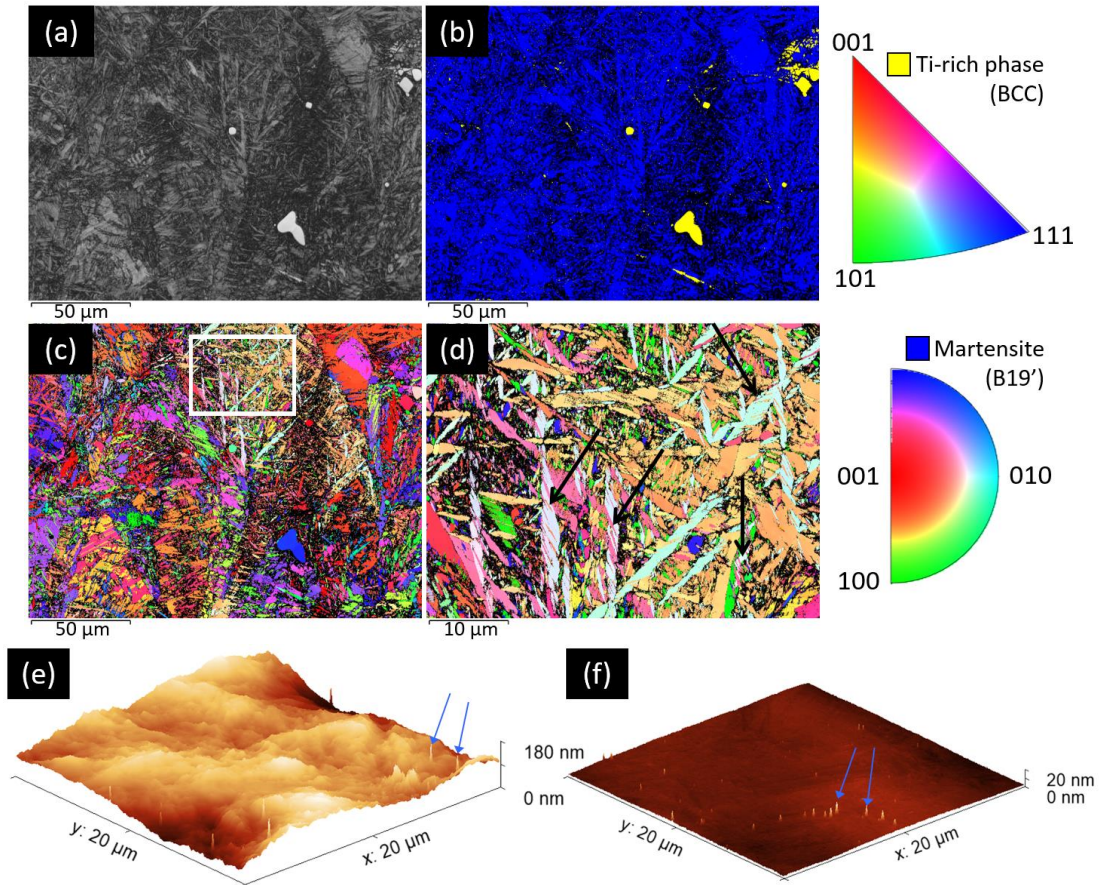 (a)
(b)
001
Ti-rich phase
(BCC)
111
101
50 µm
50 µm
(c)
(d)
Martensite
(B19’)
001
010
100
50 µm
10 µm
(e)
(f)
180 nm
0 nm
20 nm
0 nm
y: 20 µm
x: 20 µm
y: 20 µm
x: 20 µm